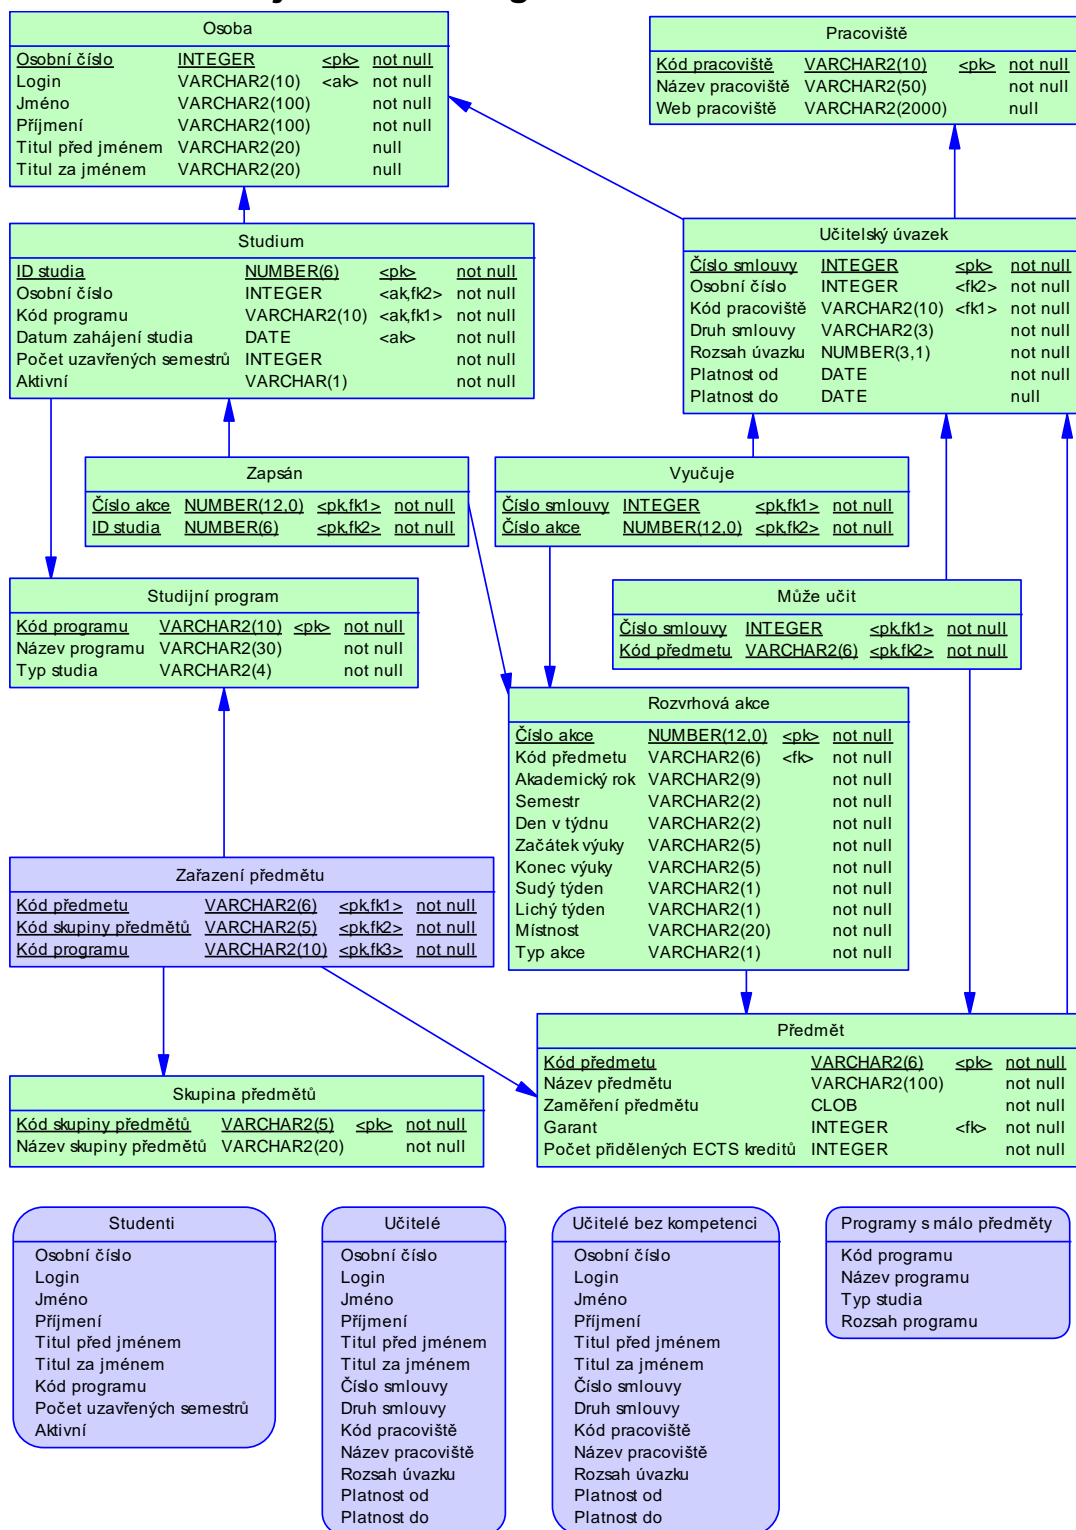 Osoba
Osobní číslo INTEGER <pk> not null
Login VARCHAR2(10) <ak> not null
Jméno VARCHAR2(100) not null
Příjmení VARCHAR2(100) not null
Titul před jménem VARCHAR2(20) null
Titul za jménem VARCHAR2(20) null
Pracoviště
Kód pracoviště VARCHAR2(10) <pk> not null
Název pracoviště VARCHAR2(50) not null
Web pracoviště VARCHAR2(2000) null
Studium
ID studia NUMBER(6) <pk> not null
Osobní číslo INTEGER <ak,fk2> not null
Kód programu VARCHAR2(10) <ak,fk1> not null
Datum zahájení studia DATE <ak> not null
Počet uzavřených semestrů INTEGER not null
Aktivní VARCHAR(1) not null
Učitelský úvazek
Číslo smlouvy INTEGER <pk> not null
Osobní číslo INTEGER <fk2> not null
Kód pracoviště VARCHAR2(10) <fk1> not null
Druh smlouvy VARCHAR2(3) not null
Rozsah úvazku NUMBER(3,1) not null
Platnost od DATE not null
Platnost do DATE null
Zapsán
Číslo akce NUMBER(12,0) <pk,fk1> not null
ID studia NUMBER(6) <pk,fk2> not null
Vyučuje
Číslo smlouvy INTEGER <pk,fk1> not null
Číslo akce NUMBER(12,0) <pk,fk2> not null
Studijní program
Kód programu VARCHAR2(10) <pk> not null
Název programu VARCHAR2(30) not null
Typ studia VARCHAR2(4) not null
Může učit
Číslo smlouvy INTEGER <pk,fk1> not null
Kód předmetu VARCHAR2(6) <pk,fk2> not null
Rozvrhová akce
Číslo akce NUMBER(12,0) <pk> not null
Kód předmetu VARCHAR2(6) <fk> not null
Akademický rok VARCHAR2(9) not null
Semestr VARCHAR2(2) not null
Den v týdnu VARCHAR2(2) not null
Začátek výuky VARCHAR2(5) not null
Konec výuky VARCHAR2(5) not null
Sudý týden VARCHAR2(1) not null
Lichý týden VARCHAR2(1) not null
Místnost VARCHAR2(20) not null
Typ akce VARCHAR2(1) not null
Zařazení předmětu
Kód předmetu VARCHAR2(6) <pk,fk1> not null
Kód skupiny předmětů VARCHAR2(5) <pk,fk2> not null
Kód programu VARCHAR2(10) <pk,fk3> not null
Předmět
Kód předmetu VARCHAR2(6) <pk> not null
Název předmětu VARCHAR2(100) not null
Zaměření předmětu CLOB not null
Garant INTEGER <fk> not null
Počet přidělených ECTS kreditů INTEGER not null
Skupina předmětů
Kód skupiny předmětů VARCHAR2(5) <pk> not null
Název skupiny předmětů VARCHAR2(20) not null
Studenti
Osobní číslo
Login
Jméno
Příjmení
Titul před jménem
Titul za jménem
Kód programu
Počet uzavřených semestrů
Aktivní
Učitelé
Osobní číslo
Login
Jméno
Příjmení
Titul před jménem
Titul za jménem
Číslo smlouvy
Druh smlouvy
Kód pracoviště
Název pracoviště
Rozsah úvazku
Platnost od
Platnost do
Učitelé bez kompetenci
Osobní číslo
Login
Jméno
Příjmení
Titul před jménem
Titul za jménem
Číslo smlouvy
Druh smlouvy
Kód pracoviště
Název pracoviště
Rozsah úvazku
Platnost od
Platnost do
Programy s málo předměty
Kód programu
Název programu
Typ studia
Rozsah programu